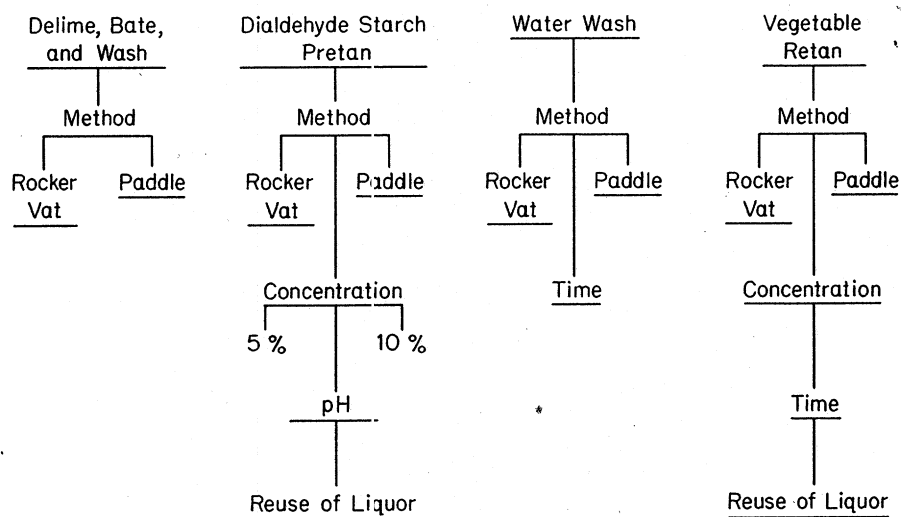 Delime, Bate,
and Wash
Method
Rocker
Vat
Paddle
Dialdehyde Starch
Pretan
Method
Rocker
Vat
Paddle
Concentration
5 %
10 %
pH
Reuse of Liquor
Water Wash
Method
Rocker
Vat
Paddle
Time
Vegetable
Retan
Method
Rocker
Vat
Paddle
Concentration
Time
Reuse of Liquor